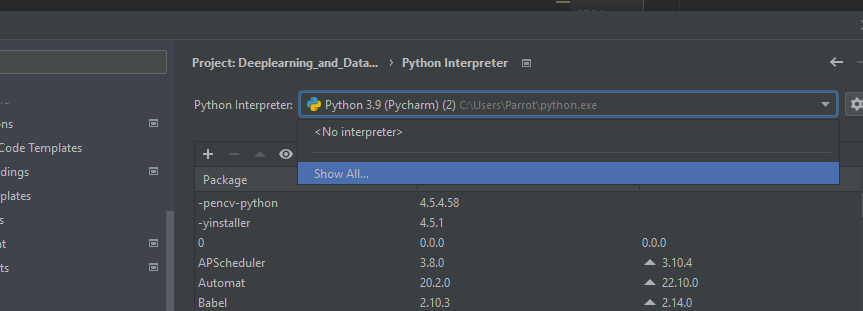 Project: Deeplearning_and_Data... › Python Interpreter
Python Interpreter: Python 3.9 (Pycharm) (2) C:\Users\Parrot\python.exe
<No interpreter>
Show All...
ons
Code Templates
dings
plates
s
nt
ts
Package
-pencv-python 4.5.4.58
-yinstaller 4.5.1
0 0.0.0 0.0.0
APScheduler 3.8.0 3.10.4
Automat 20.2.0 22.10.0
Babel 2.10.3 2.14.0